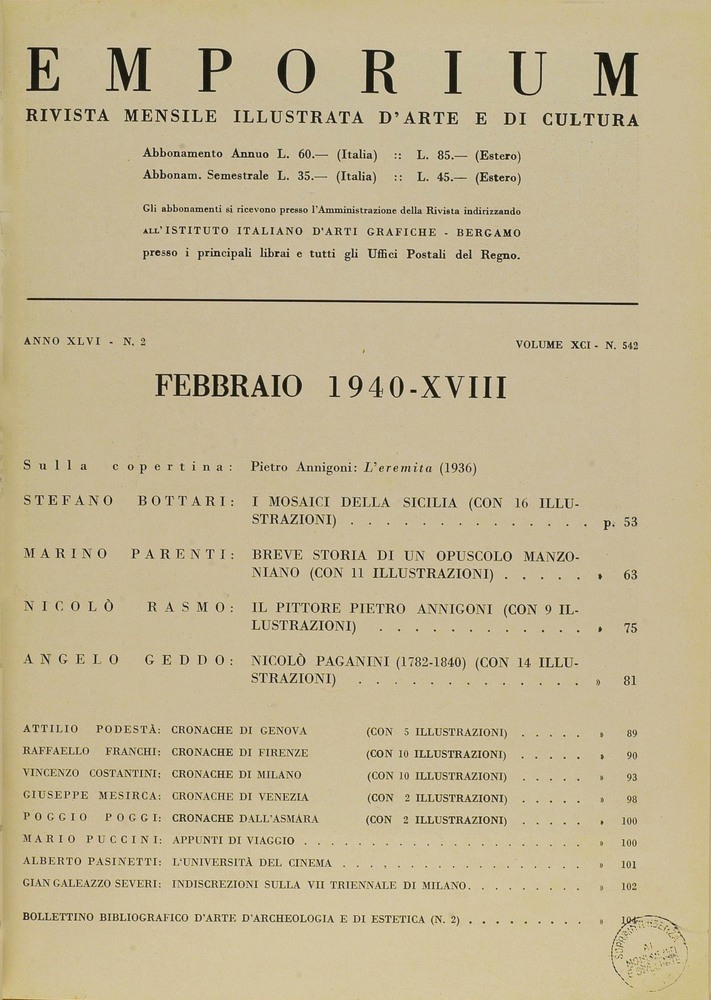 EMPORIUM
RIVISTA MENSILE ILLUSTRATA D'ARTE E DI CULTURA
Abbonamento Annuo L. 60.— (Italia) :: L. 85.— (Estero)
Abbonam. Semestrale L. 35.— (Italia) :: L. 45.— (Estero)
Gli abbonamenti si ricevono presso l'Amministrazione della Rivista indirizzando
ALL'ISTITUTO ITALIANO D'ARTI GRAFICHE - BERGAMO
presso i principali librai e tutti gli Uffici Postali del Regno.
ANNO XLVI - N. 2
VOLUME XCI - N. 542
FEBBRAIO 1940-XVIII
Sulla copertina: Pietro Annigoni: L'eremita (1936)
STEFANO BOTTARI: I MOSAICI DELLA SICILIA (CON 16 ILLU-
STRAZIONI) . . . . . . . . . . . . . . p. 53
MARINO PARENTI: BREVE STORIA DI UN OPUSCOLO MANZO-
NIANO (CON 11 ILLUSTRAZIONI) . . . . . » 63
NICOLÒ RASMO: IL PITTORE PIETRO ANNIGONI (CON 9 IL-
LUSTRAZIONI) . . . . . . . . . . . . » 75
ANGELO GEDDO: NICOLÒ PAGANINI (1782-1840) (CON 14 ILLU-
STRAZIONI) . . . . . . . . . . . . . » 81
ATTILIO PODESTÀ: CRONACHE DI GENOVA (CON 5 ILLUSTRAZIONI) . . . . . » 89
RAFFAELLO FRANCHI: CRONACHE DI FIRENZE (CON 10 ILLUSTRAZIONI) . . . . . » 90
VINCENZO COSTANTINI: CRONACHE DI MILANO (CON 10 ILLUSTRAZIONI) . . . . . » 93
GIUSEPPE MESIRCA: CRONACHE DI VENEZIA (CON 2 ILLUSTRAZIONI) . . . . . » 98
POGGIO POGGI: CRONACHE DALL'ASMARA (CON 2 ILLUSTRAZIONI) . . . . . » 100
MARIO PUCCINI: APPUNTI DI VIAGGIO . . . . . . . . . . . . . . . . . . » 100
ALBERTO PASINETTI: L'UNIVERSITÀ DEL CINEMA . . . . . . . . . . . . . . . . » 101
GIAN GALEAZZO SEVERI: INDISCREZIONI SULLA VII TRIENNALE DI MILANO. . . . . . . . . » 102
BOLLETTINO BIBLIOGRAFICO D'ARTE D'ARCHEOLOGIA E DI ESTETICA (N. 2) . . . . . . . . . » 104